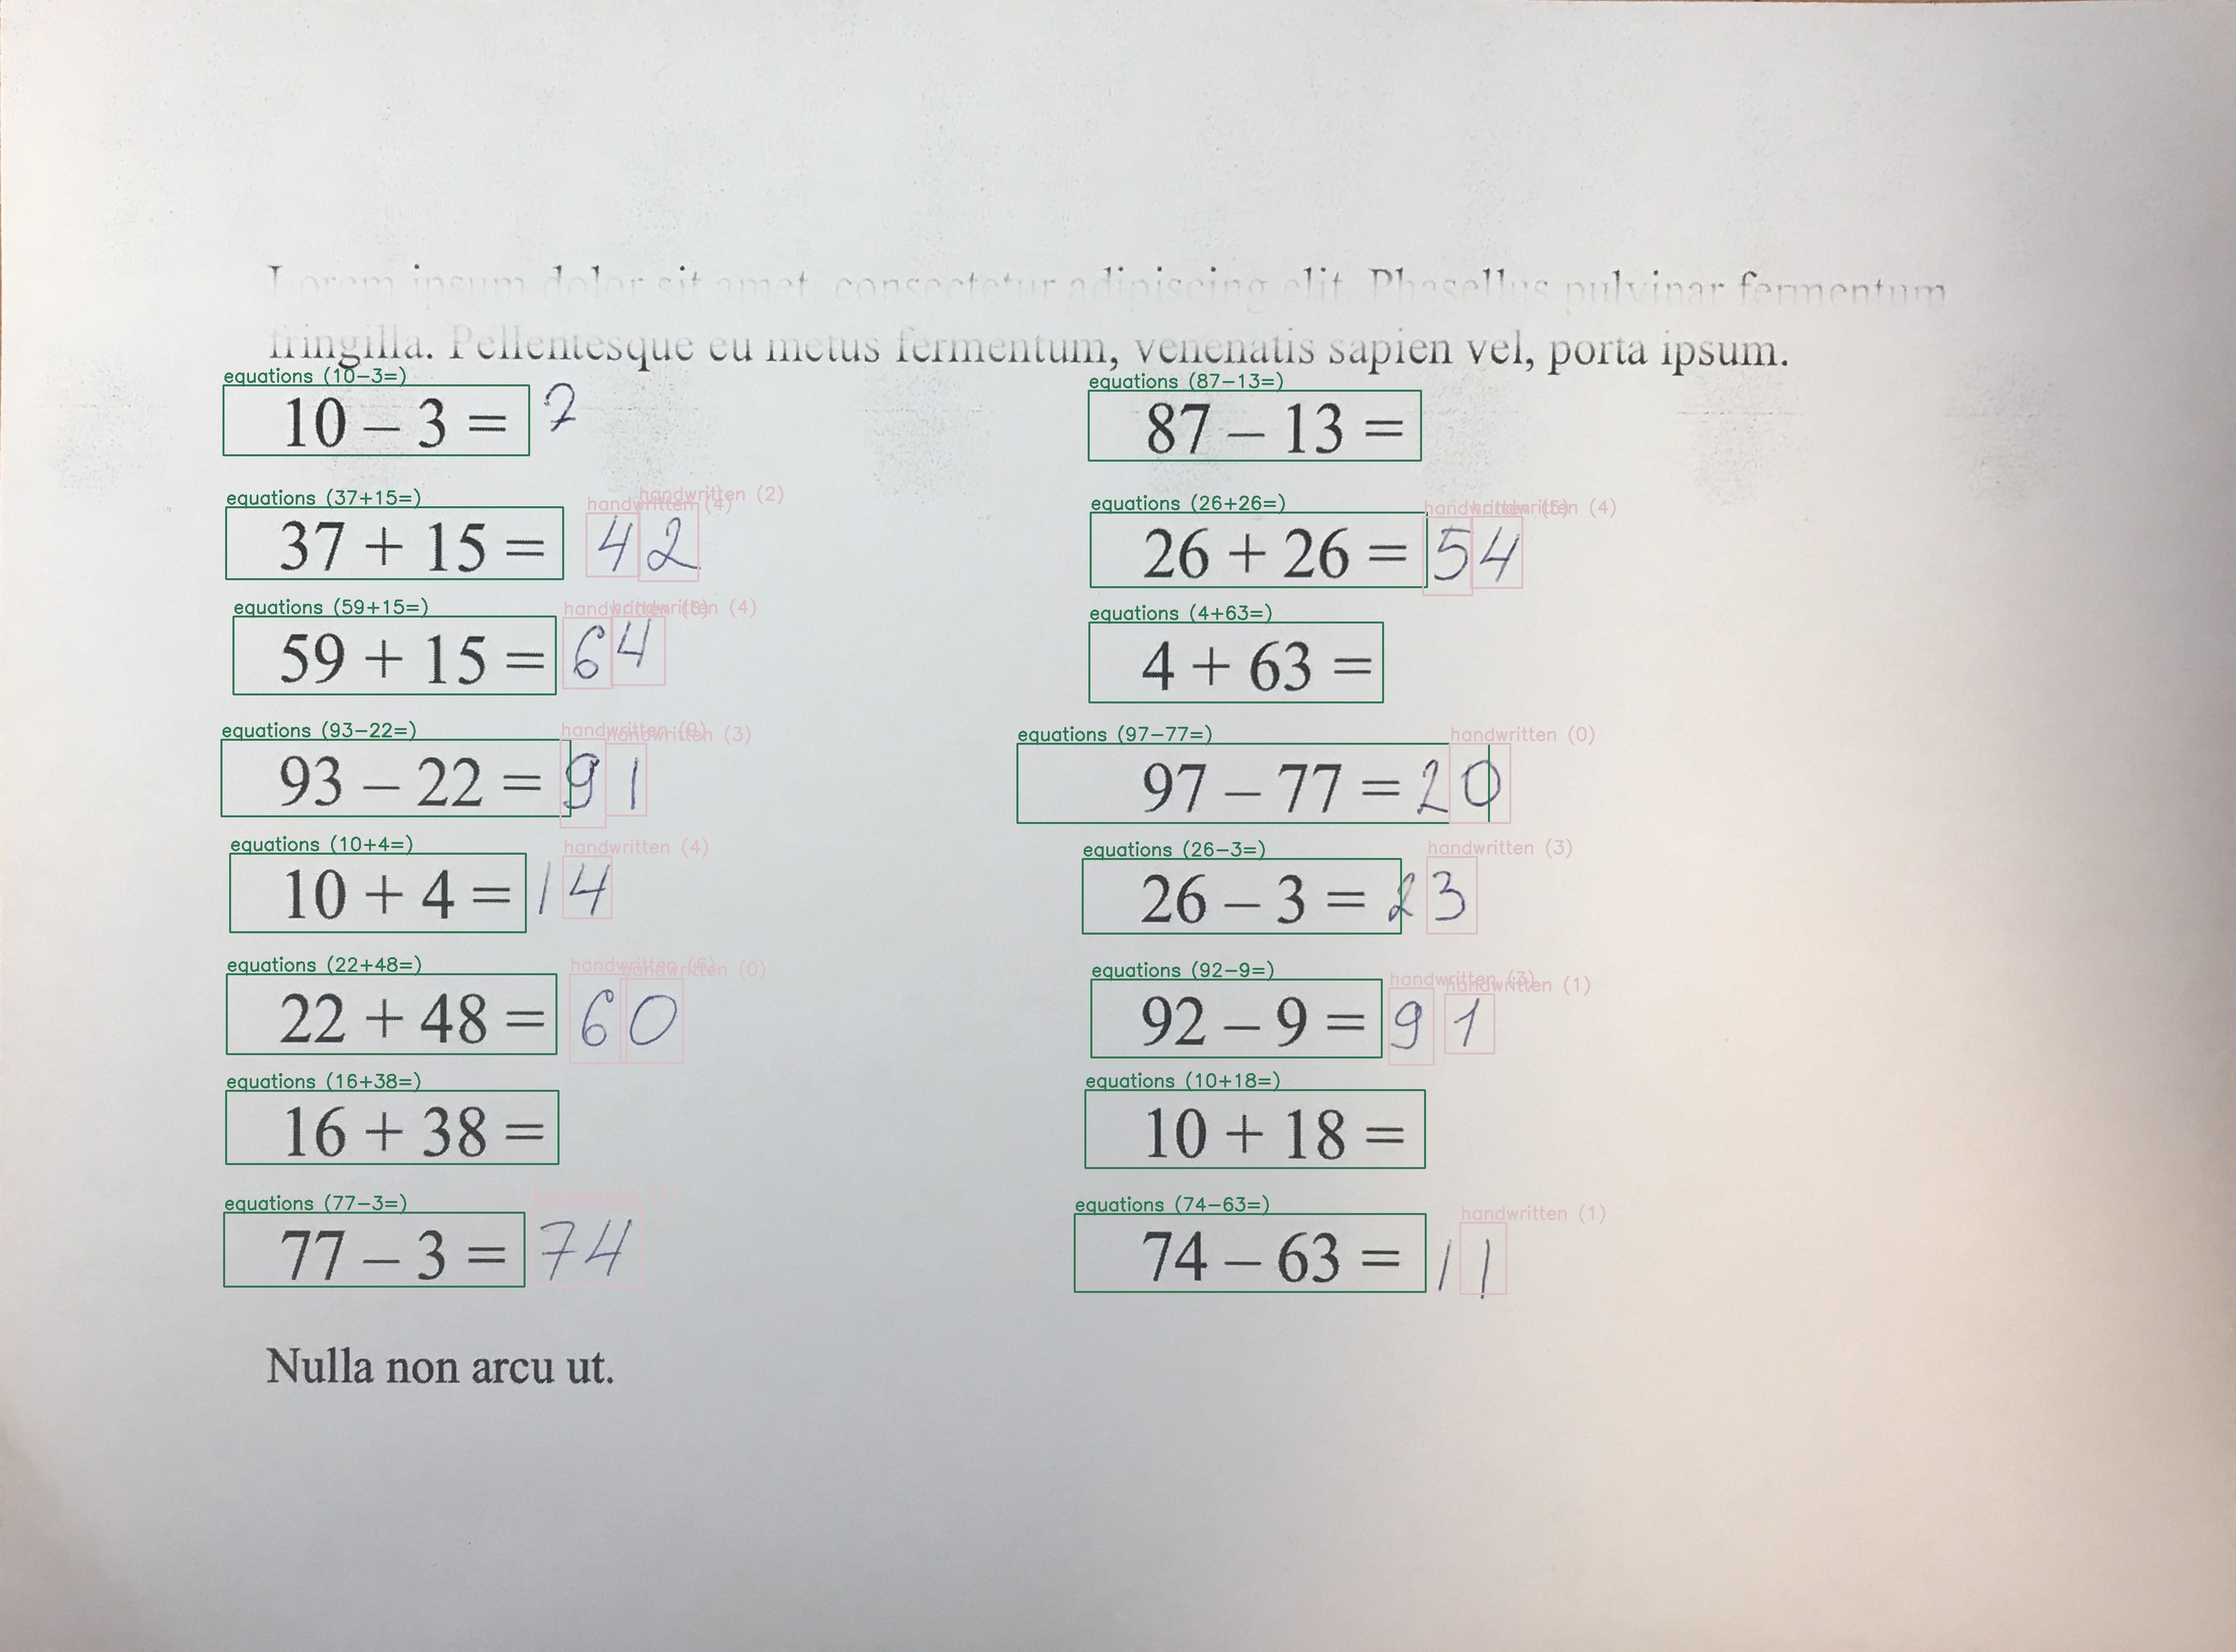 Lorem ipsum dolor sit amet, consectetur adipiscing elit. Phasellus pulvinar fermentum
fringilla. Pellentesque eu metus fermentum, venenatis sapien vel, porta ipsum.
equations (10-3=) equations (87-13=)
10 – 3 = 7 87 – 13 =
equations (37+15=) handwritten (4) handwritten (2) equations (26+26=) handwritten (5) handwritten (4)
37 + 15 = 42 26 + 26 = 54
equations (59+15=) handwritten (6) handwritten (4) equations (4+63=)
59 + 15 = 64 4 + 63 =
equations (93-22=) handwritten (9) handwritten (3) equations (97-77=) handwritten (0)
93 – 22 = 91 97 – 77 = 20
equations (10+4=) handwritten (4) equations (26-3=) handwritten (3)
10 + 4 = 14 26 – 3 = 23
equations (22+48=) handwritten (6) handwritten (0) equations (92-9=) handwritten (3) handwritten (1)
22 + 48 = 60 92 – 9 = 91
equations (16+38=) equations (10+18=)
16 + 38 = 10 + 18 =
equations (77-3=) equations (74-63=) handwritten (1)
77 – 3 = 74 74 – 63 = 11
Nulla non arcu ut.